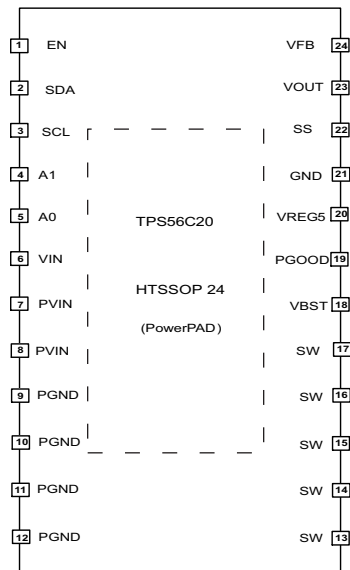 1 EN VFB 24
2 SDA VOUT 23
3 SCL SS 22
4 A1 GND 21
5 A0 VREG5 20
TPS56C20
6 VIN PGOOD 19
HTSSOP 24
7 PVIN VBST 18
(PowerPAD)
8 PVIN SW 17
9 PGND SW 16
10 PGND SW 15
11 PGND SW 14
12 PGND SW 13